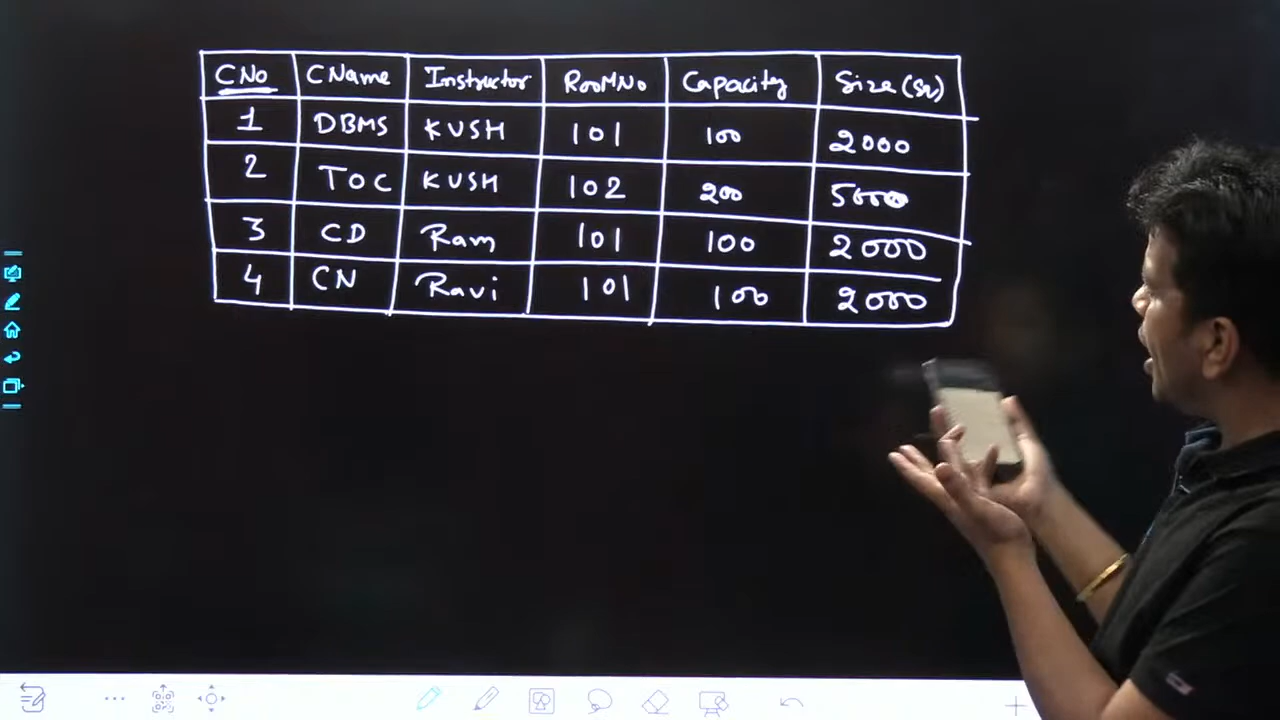 CNo CName Instructor RooMNo Capacity Size(Sq)
1 DBMS KUSH 101 100 2000
2 TOC KUSH 102 200 5000
3 CD Ram 101 100 2000
4 CN Ravi 101 100 2000